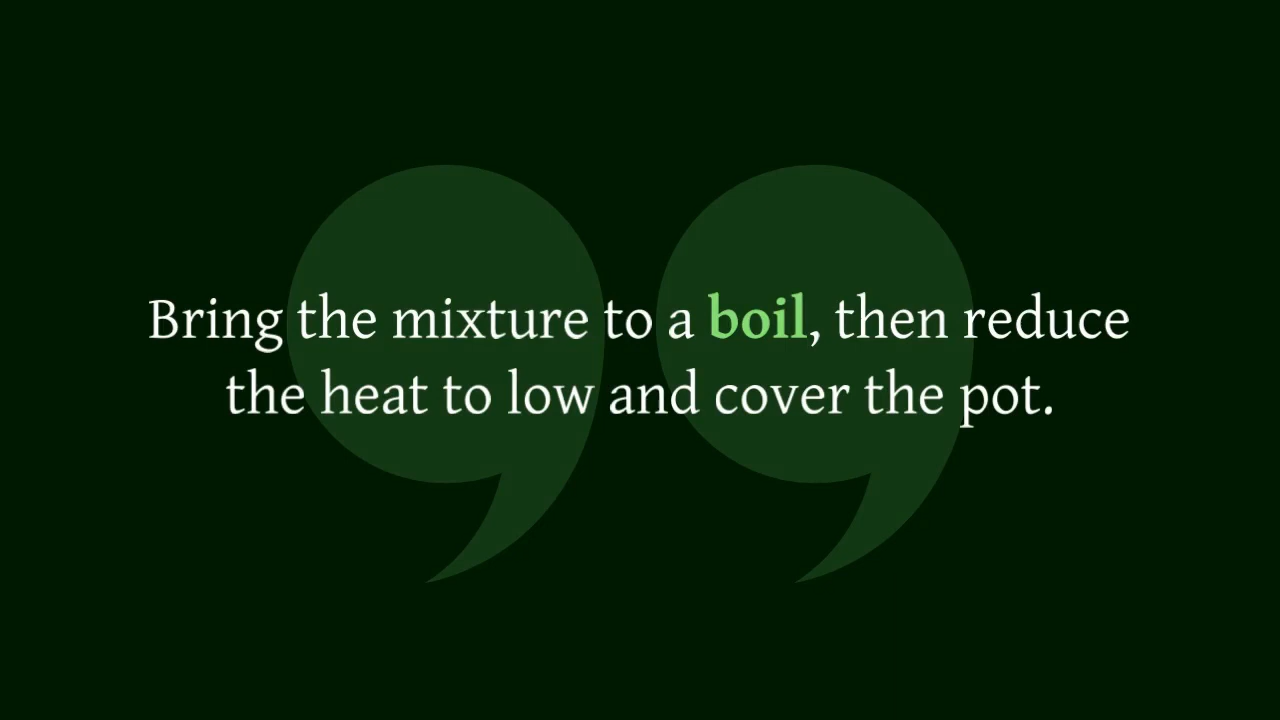 Bring the mixture to a boil, then reduce
the heat to low and cover the pot.